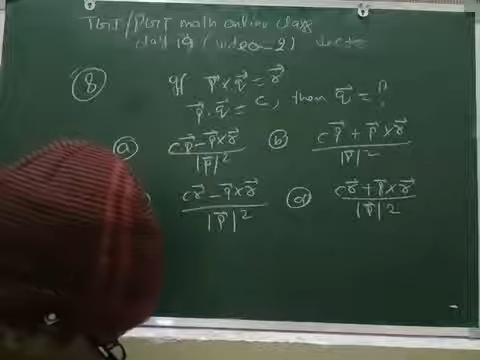 TGT/PGT math online class
day 19 (video-2) vector
⑧ If p⃗ × q⃗ = r⃗
p⃗ . q⃗ = c, then q⃗ = ?
ⓐ (cp⃗ - p⃗×r⃗)/|p⃗|² ⓑ (cp⃗ + p⃗×r⃗)/|p⃗|²
(cr⃗ - p⃗×r⃗)/|p⃗|² ⓓ (cr⃗ + p⃗×r⃗)/|p⃗|²